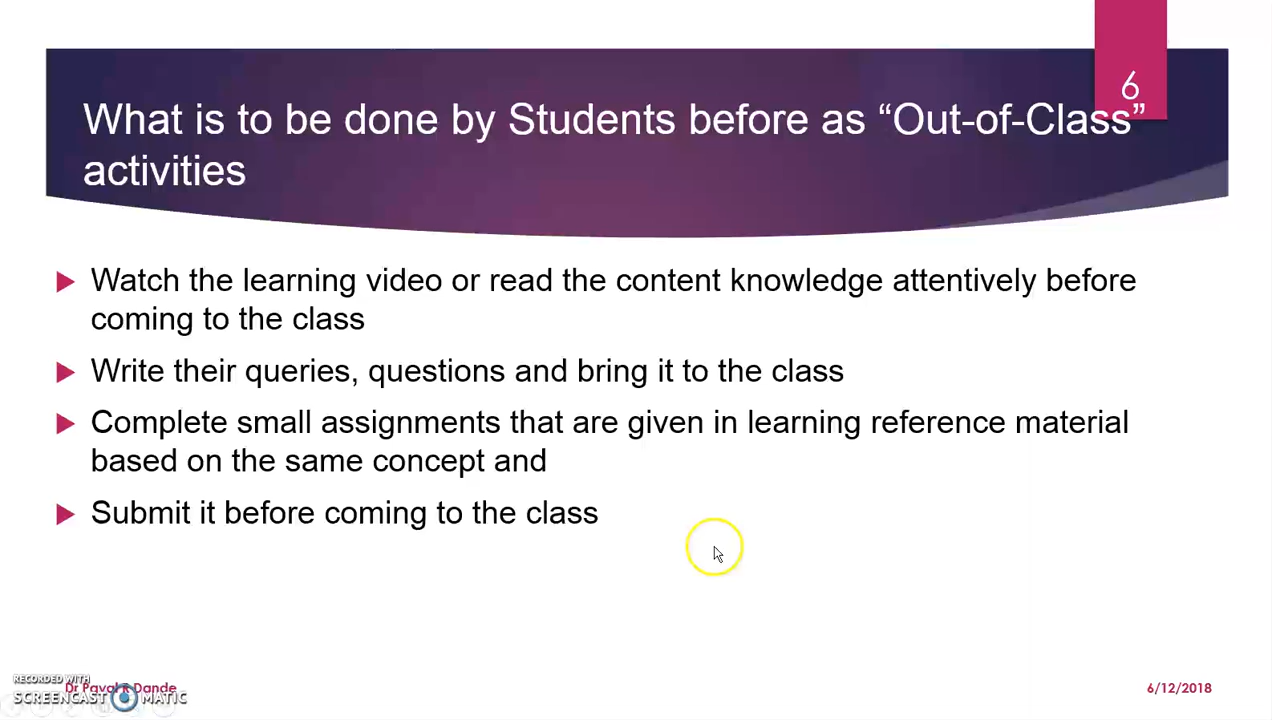 6
What is to be done by Students before as “Out-of-Class”
activities
Watch the learning video or read the content knowledge attentively before
coming to the class
Write their queries, questions and bring it to the class
Complete small assignments that are given in learning reference material
based on the same concept and
Submit it before coming to the class
RECORDED WITH
SCREENCAST MATIC
Dr Payal R Dande
6/12/2018